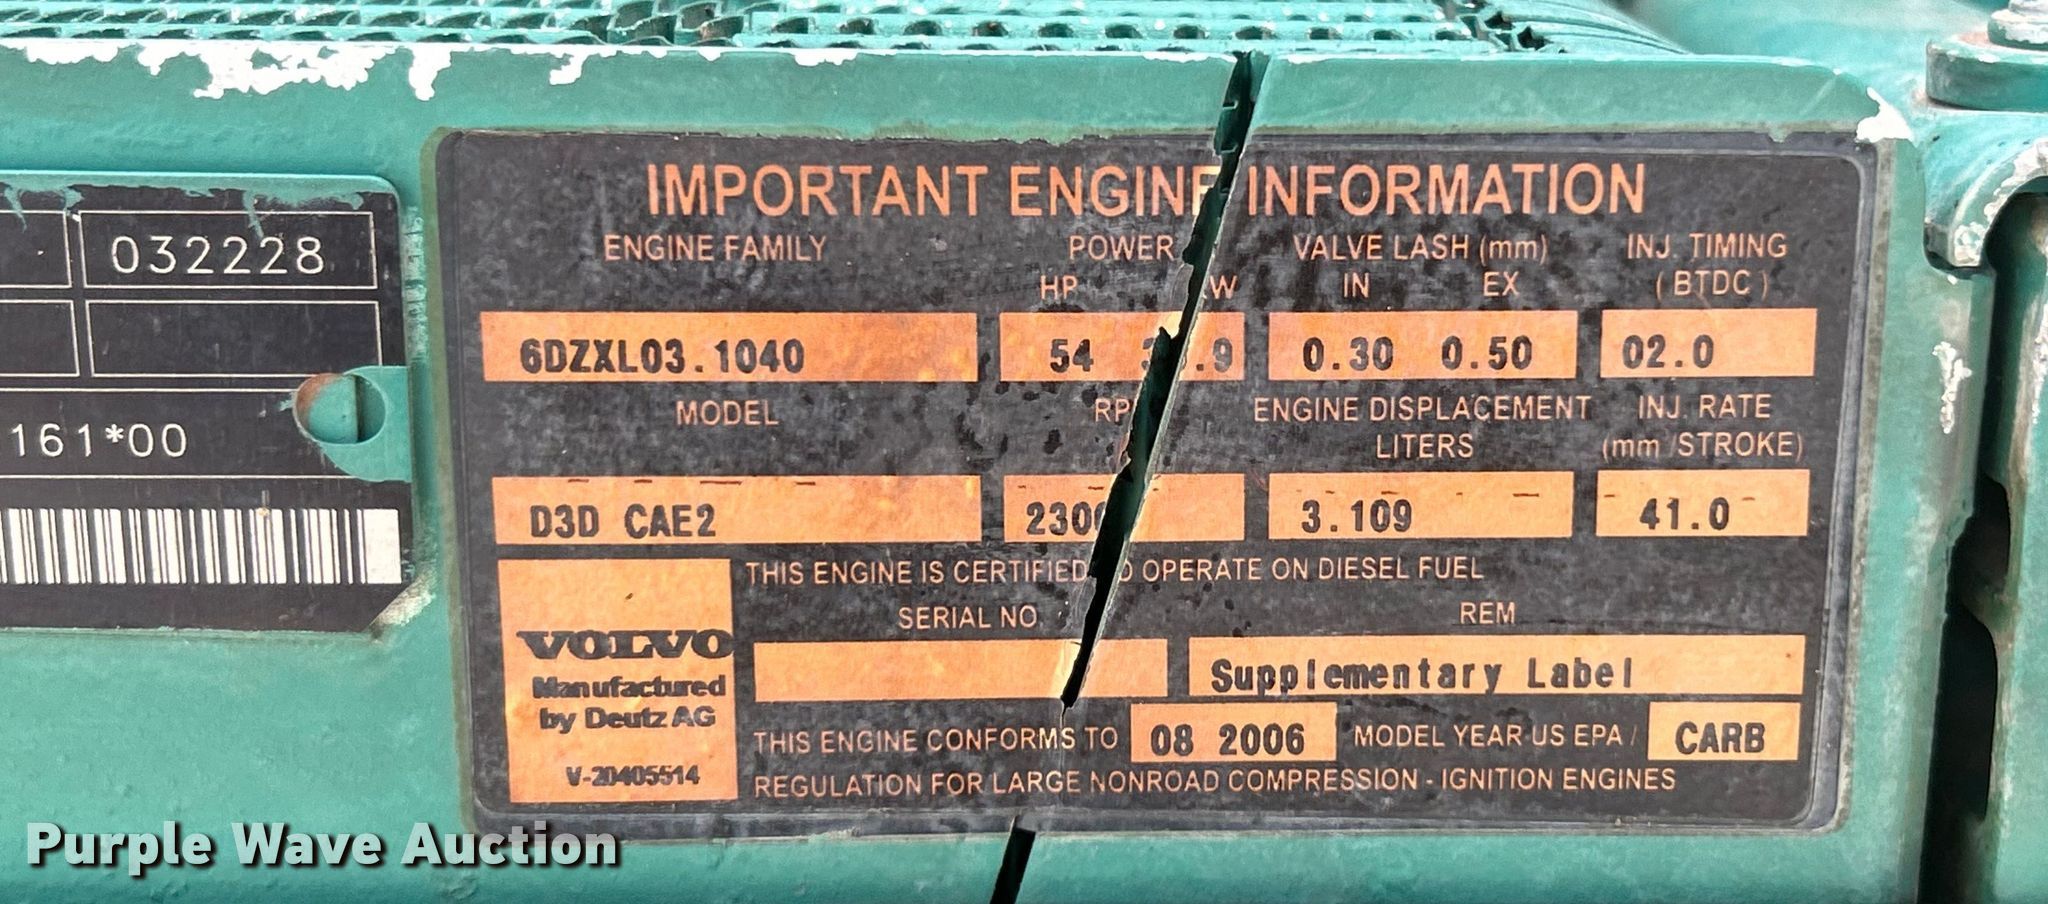 032228
161*00
IMPORTANT ENGINE INFORMATION
ENGINE FAMILY POWER VALVE LASH (mm) INJ. TIMING
HP IN EX (BTDC)
6DZXL03.1040 54 0.30 0.50 02.0
MODEL ENGINE DISPLACEMENT INJ. RATE
LITERS (mm /STROKE)
D3D CAE2 2300 3.109 41.0
THIS ENGINE IS CERTIFIED OPERATE ON DIESEL FUEL
SERIAL NO. REM
Supplementary Label
VOLVO
Manufactured
by Deutz AG
V-20405514
THIS ENGINE CONFORMS TO 08 2006 MODEL YEAR US EPA / CARB
REGULATION FOR LARGE NONROAD COMPRESSION - IGNITION ENGINES
Purple Wave Auction